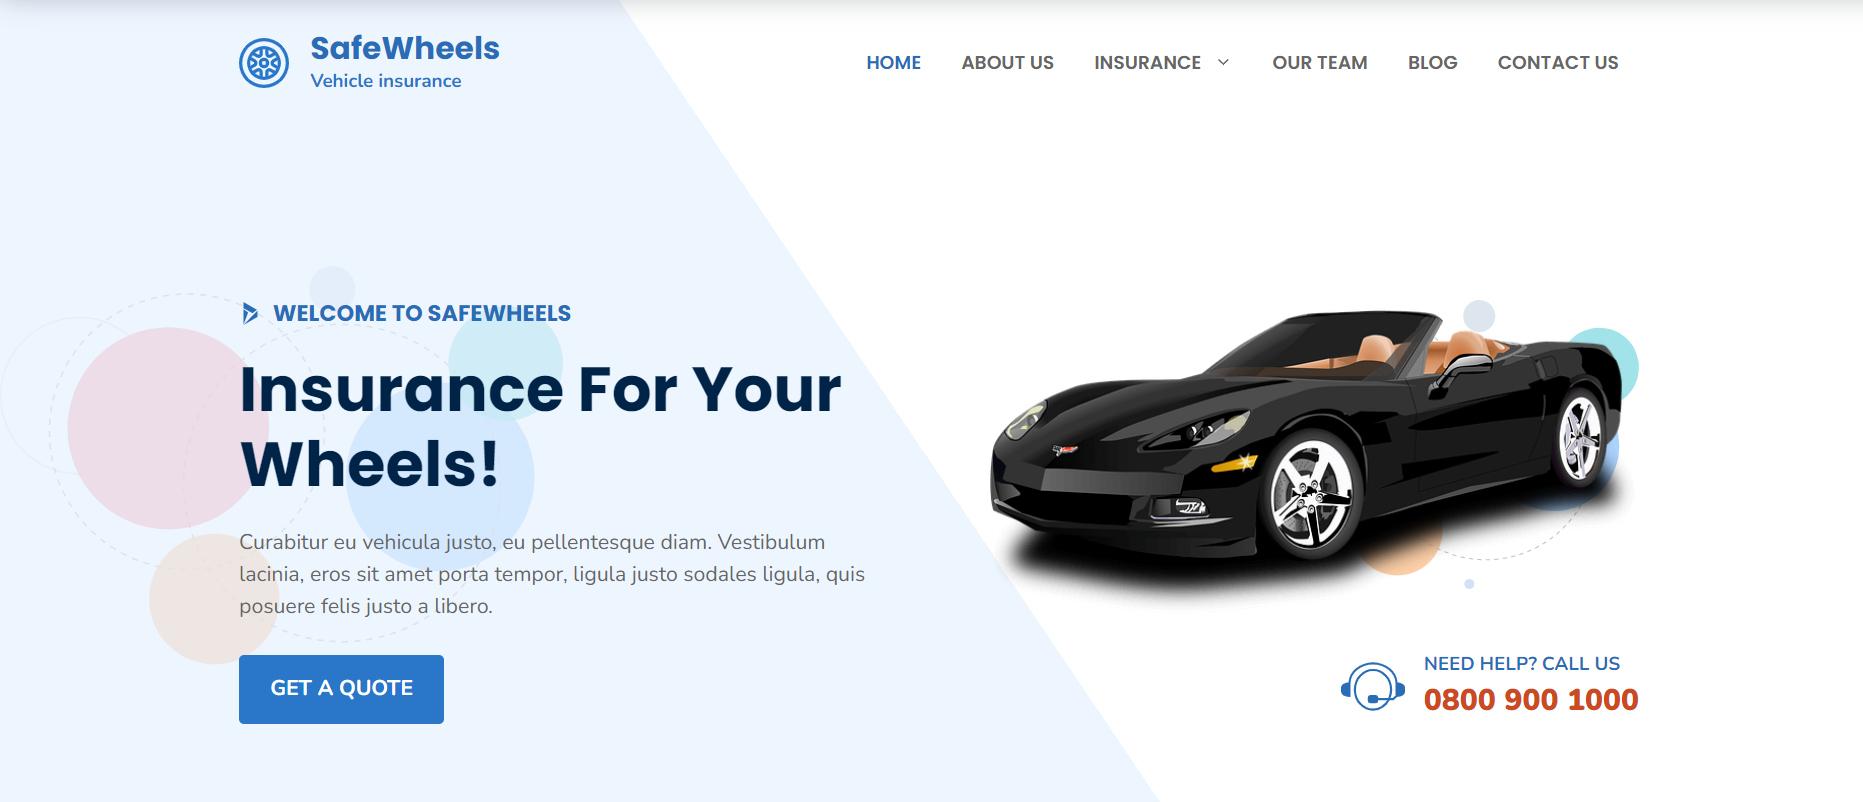 SafeWheels
Vehicle insurance
HOME ABOUT US INSURANCE OUR TEAM BLOG CONTACT US
WELCOME TO SAFEWHEELS
Insurance For Your
Wheels!
Curabitur eu vehicula justo, eu pellentesque diam. Vestibulum
lacinia, eros sit amet porta tempor, ligula justo sodales ligula, quis
posuere felis justo a libero.
GET A QUOTE
NEED HELP? CALL US
0800 900 1000